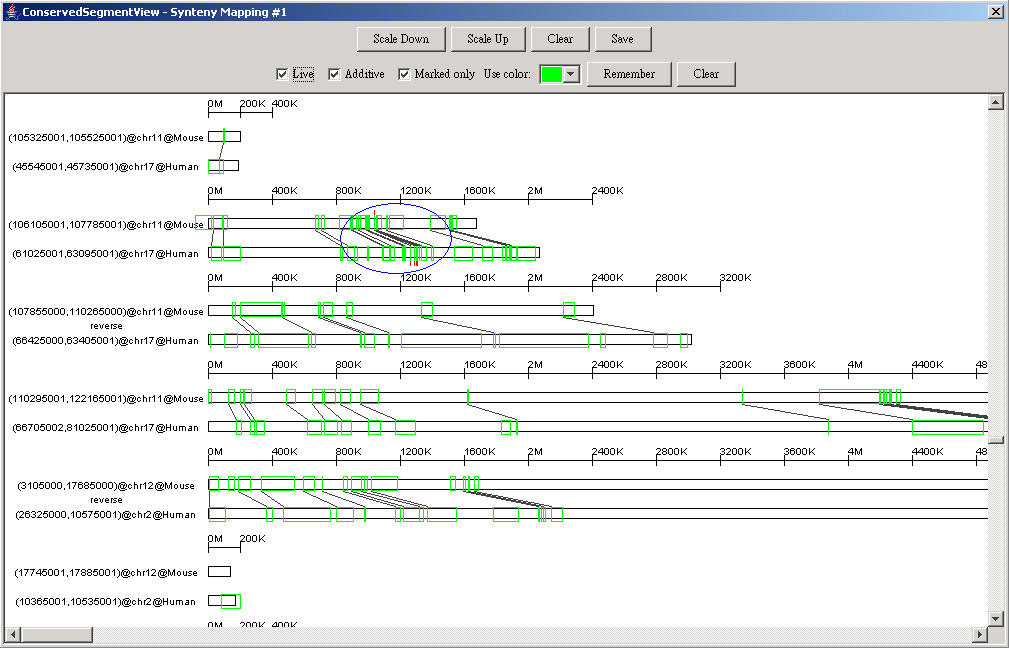 ConservedSegmentView - Synteny Mapping #1
Scale Down Scale Up Clear Save
Live Additive Marked only Use color: Remember Clear
0M 200K 400K
(105325001,105525001)@chr11@Mouse
(45545001,45735001)@chr17@Human
0M 400K 800K 1200K 1600K 2M 2400K
(106105001,107785001)@chr11@Mouse
(61025001,63095001)@chr17@Human
0M 400K 800K 1200K 1600K 2M 2400K 2800K 3200K
(107855000,110265000)@chr11@Mouse
reverse
(66425000,63405001)@chr17@Human
0M 400K 800K 1200K 1600K 2M 2400K 2800K 3200K 3600K 4M 4400K 48
(110295001,122165001)@chr11@Mouse
(66705002,81025001)@chr17@Human
0M 400K 800K 1200K 1600K 2M 2400K 2800K 3200K 3600K 4M 4400K 48
(3105000,17685000)@chr12@Mouse
reverse
(26325000,10575001)@chr2@Human
0M 200K
(17745001,17885001)@chr12@Mouse
(10365001,10535001)@chr2@Human
0M 200K 400K